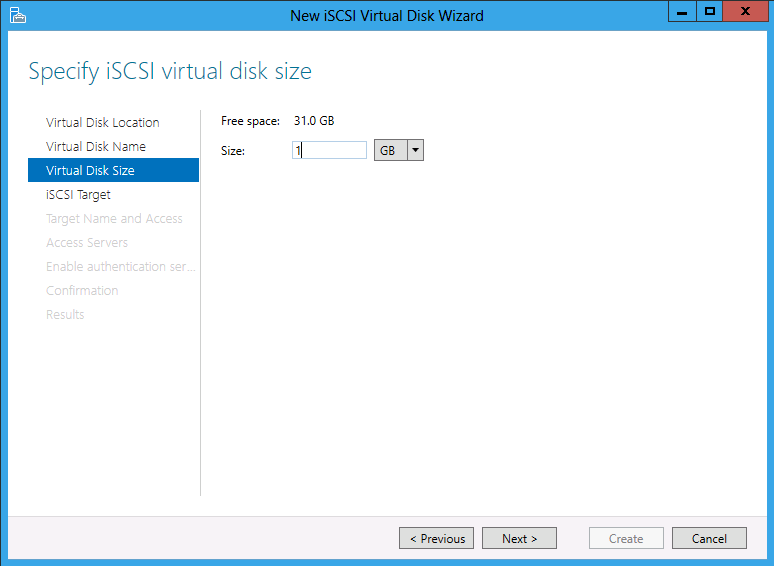 New iSCSI Virtual Disk Wizard
Specify iSCSI virtual disk size
Virtual Disk Location
Virtual Disk Name
Virtual Disk Size
iSCSI Target
Target Name and Access
Access Servers
Enable authentication ser...
Confirmation
Results
Free space: 31.0 GB
Size: 1 GB
< Previous Next > Create Cancel